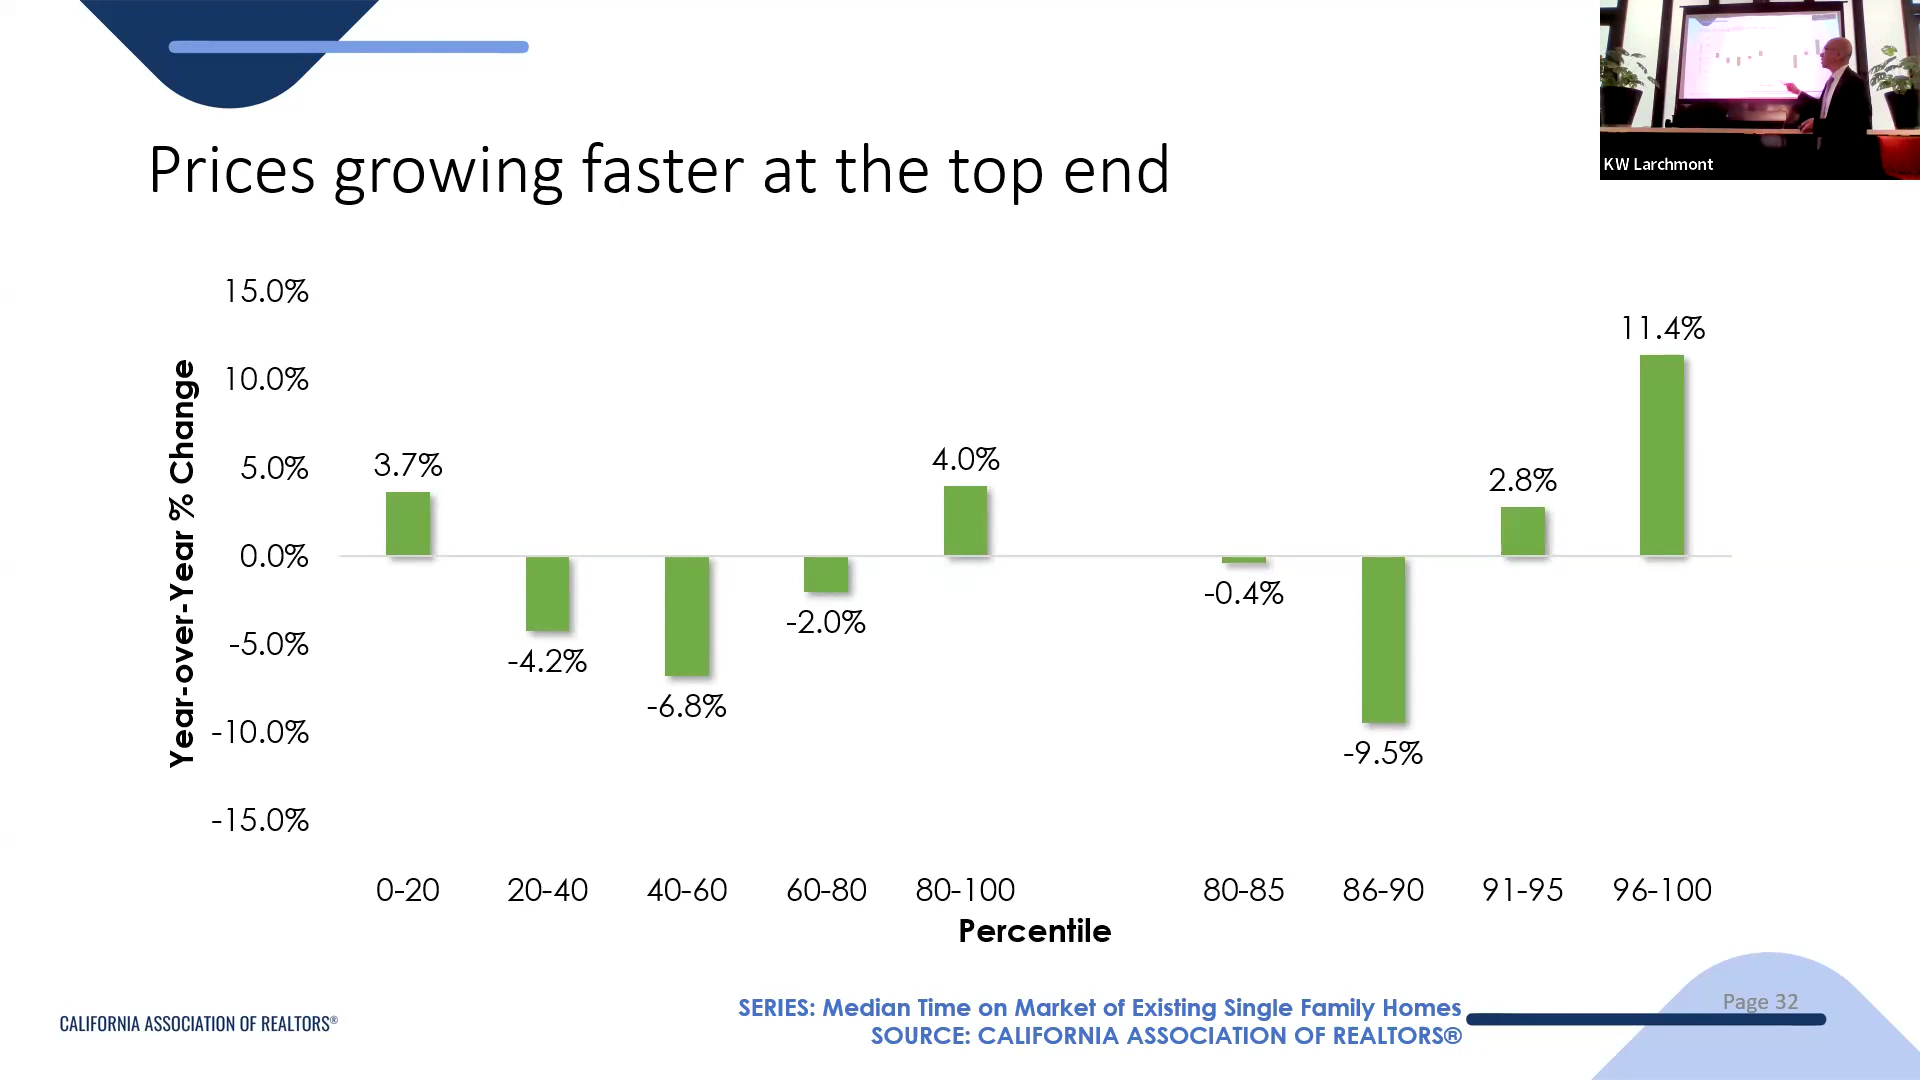 KW Larchmont
Prices growing faster at the top end
Year-over-Year % Change
15.0%
10.0%
5.0%
0.0%
-5.0%
-10.0%
-15.0%
3.7%
-4.2%
-6.8%
-2.0%
4.0%
-0.4%
-9.5%
2.8%
11.4%
0-20 20-40 40-60 60-80 80-100 80-85 86-90 91-95 96-100
Percentile
SERIES: Median Time on Market of Existing Single Family Homes
SOURCE: CALIFORNIA ASSOCIATION OF REALTORS®
CALIFORNIA ASSOCIATION OF REALTORS®
Page 32